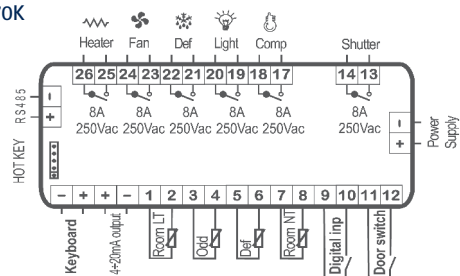 70K
Heater Fan Def Light Comp Shutter
26 25 24 23 22 21 20 19 18 17 14 13
8A 8A 8A 8A 8A 8A
250Vac 250Vac 250Vac 250Vac 250Vac 250Vac
RS485
-
+
HOT KEY
-
+
Power
Supply
- + + - 1 2 3 4 5 6 7 8 9 10 11 12
Keyboard
4÷20mA output
Room LT
Odd
Def
Room NT
Digital inp
Door switch